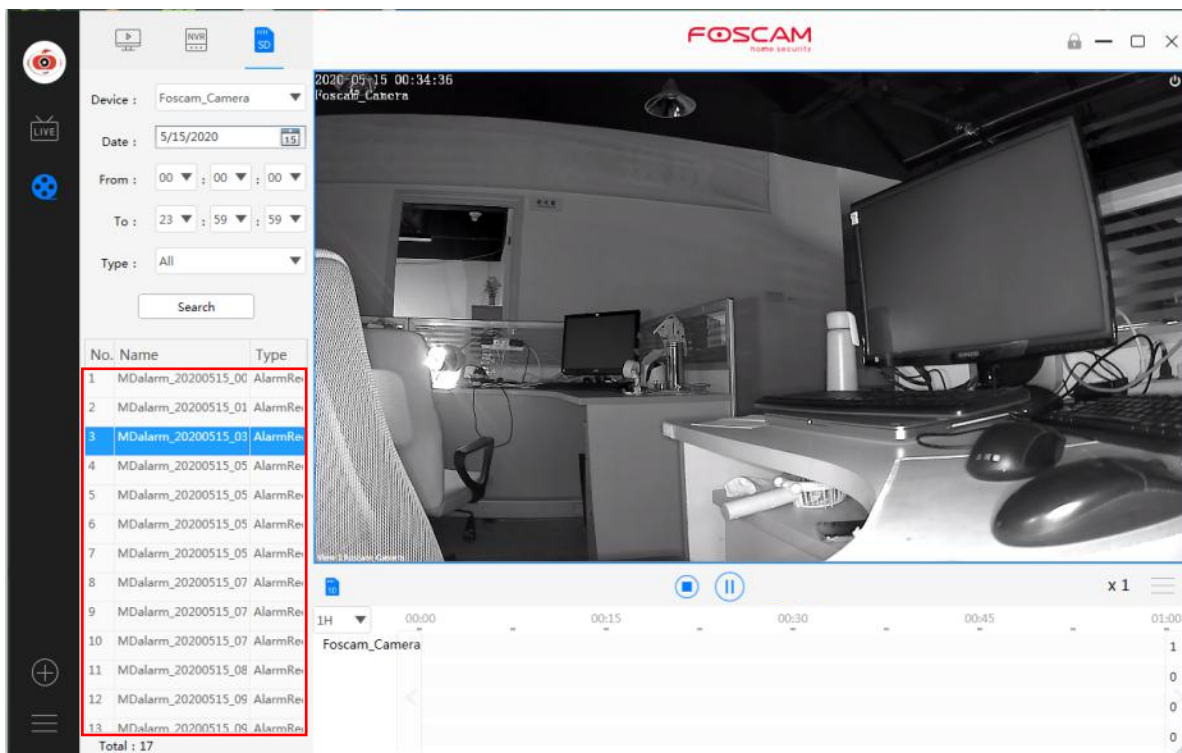 FOSCAM
home security
NVR
SD
LIVE
Device : Foscam_Camera
Date : 5/15/2020
15
From : 00 : 00 : 00
To : 23 : 59 : 59
Type : All
Search
No. Name Type
1 MDalarm_20200515_00 AlarmRe
2 MDalarm_20200515_01 AlarmRe
3 MDalarm_20200515_03 AlarmRe
4 MDalarm_20200515_05 AlarmRe
5 MDalarm_20200515_05 AlarmRe
6 MDalarm_20200515_05 AlarmRe
7 MDalarm_20200515_05 AlarmRe
8 MDalarm_20200515_07 AlarmRe
9 MDalarm_20200515_07 AlarmRe
10 MDalarm_20200515_07 AlarmRe
11 MDalarm_20200515_08 AlarmRe
12 MDalarm_20200515_09 AlarmRe
13 MDalarm_20200515_09 AlarmRe
Total : 17
2020-05-15 00:34:36
Foscam_Camera
SD
x 1
1H 00:00 00:15 00:30 00:45 01:00
Foscam_Camera
1
0
0
0